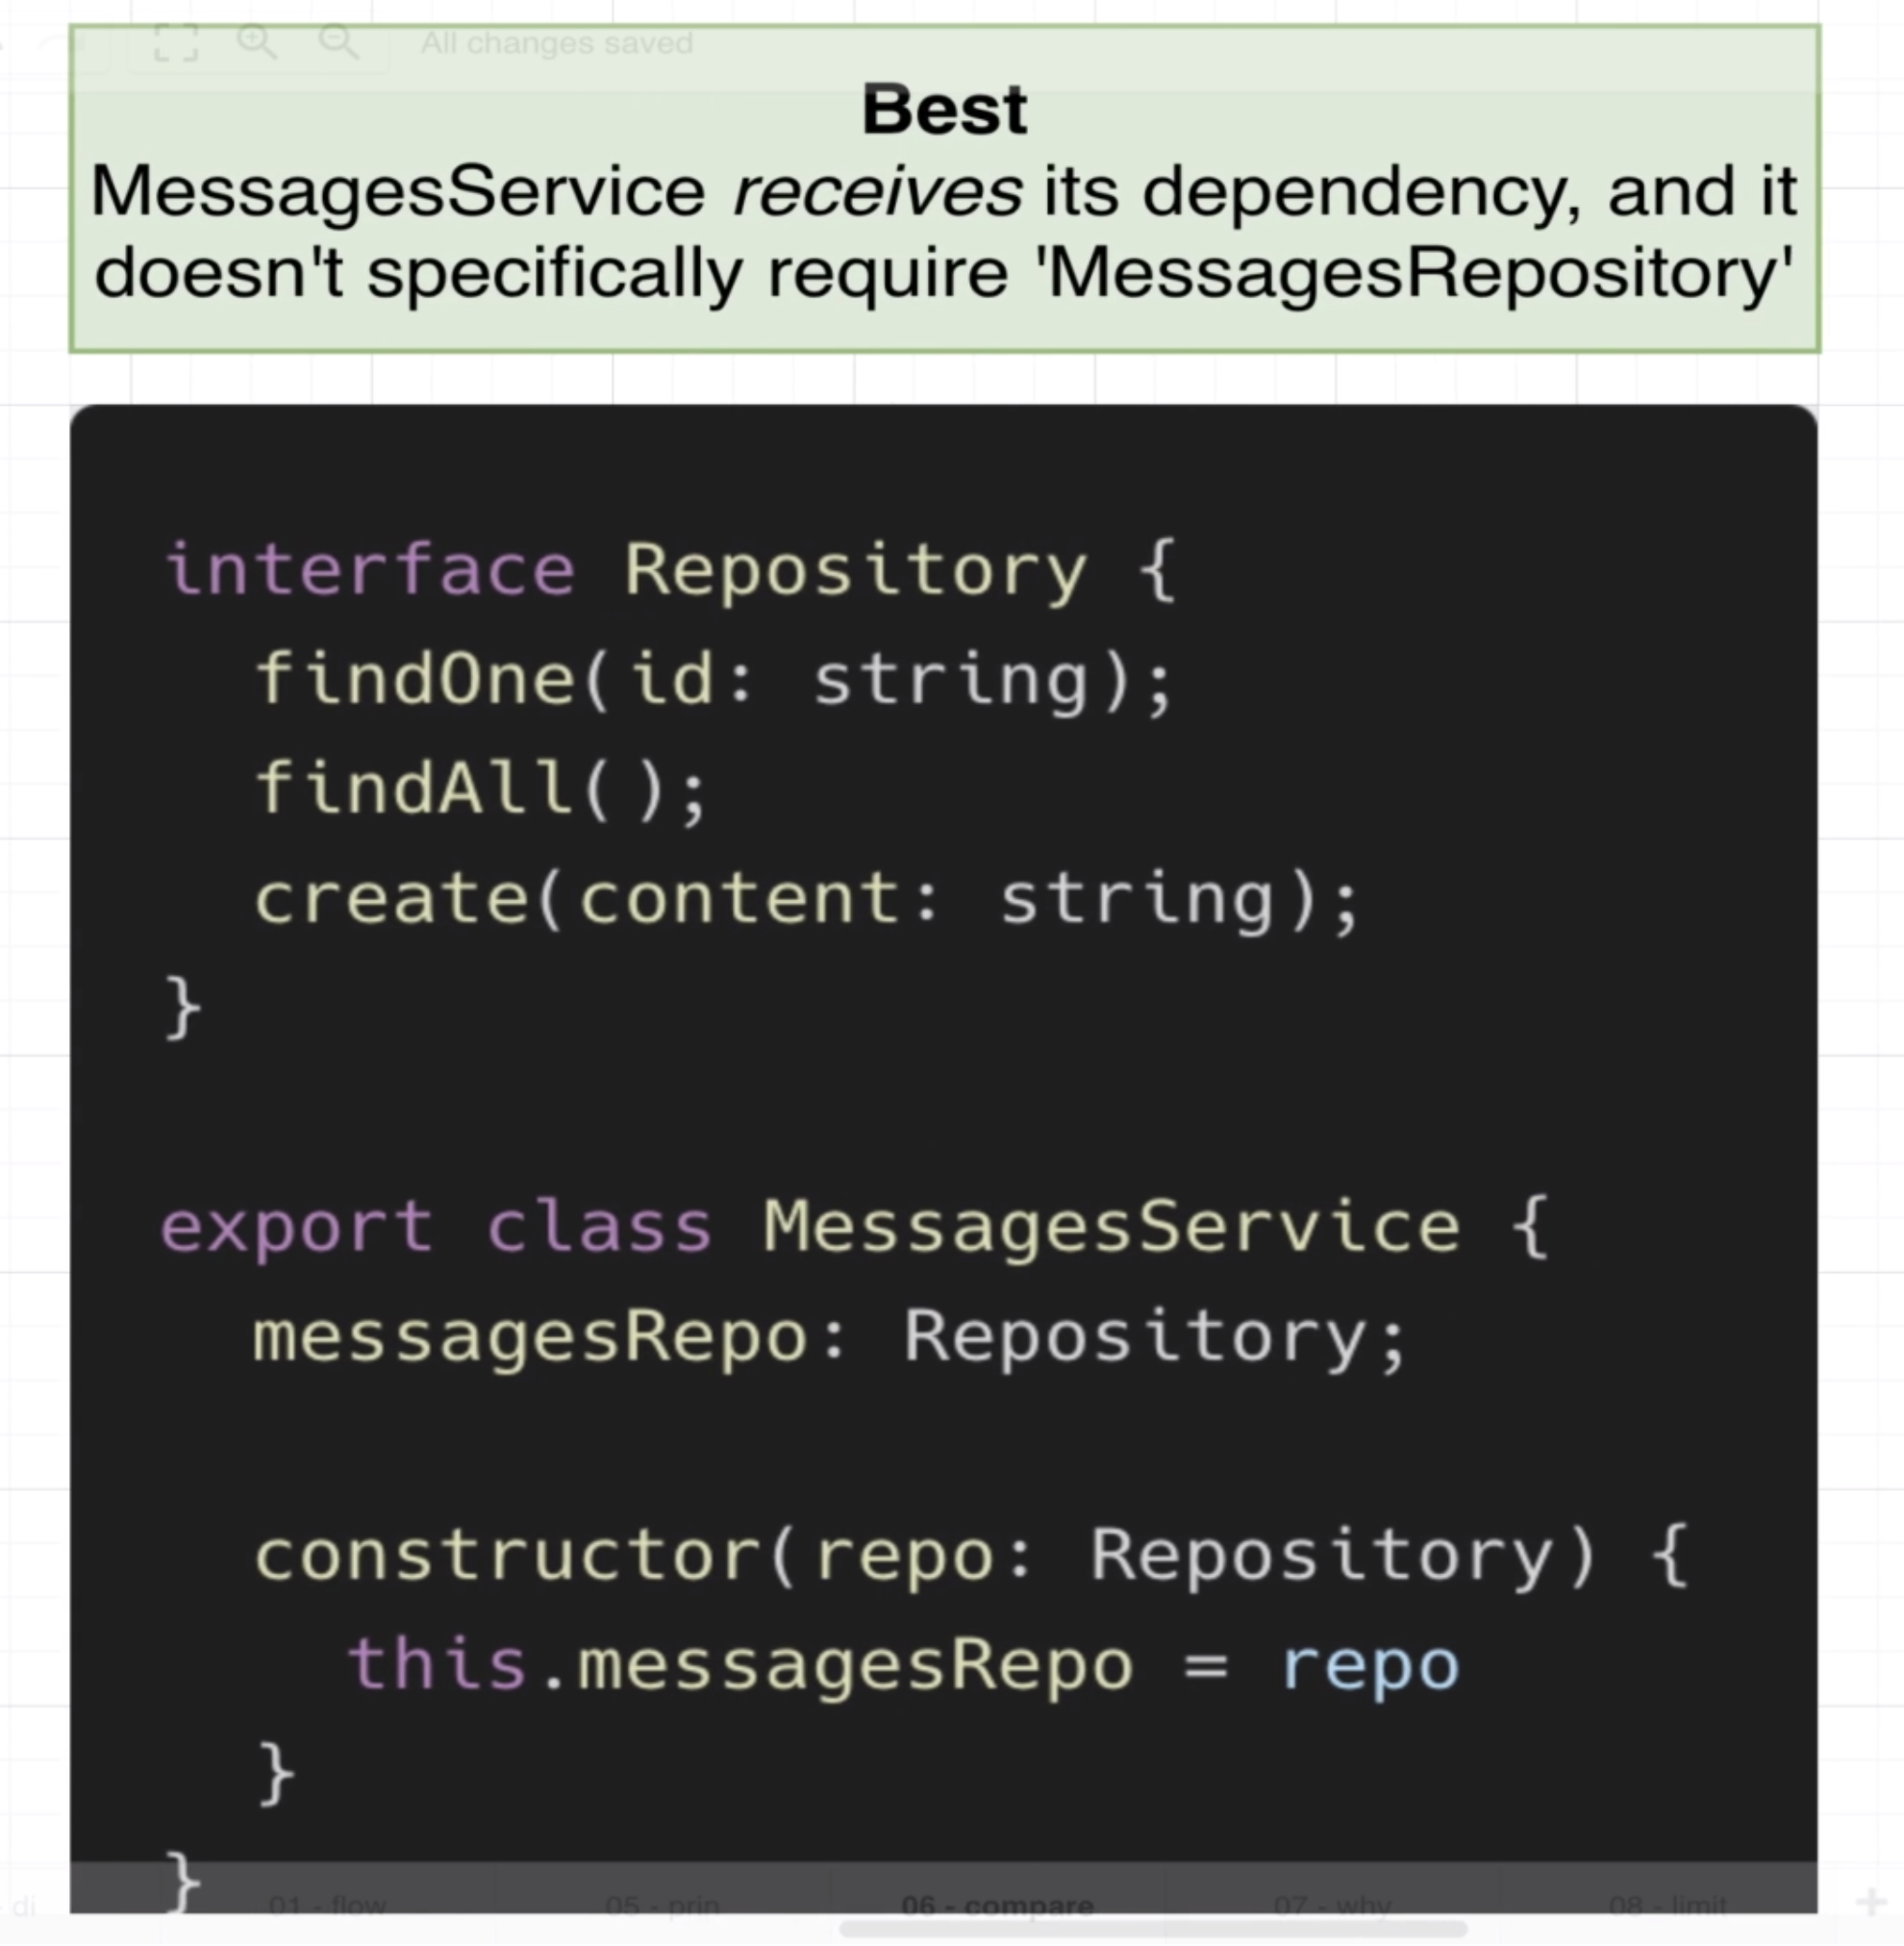 All changes saved
Best
MessagesService receives its dependency, and it
doesn't specifically require 'MessagesRepository'
interface Repository {
  findOne(id: string);
  findAll();
  create(content: string);
}
export class MessagesService {
  messagesRepo: Repository;
  constructor(repo: Repository) {
    this.messagesRepo = repo
  }
}
di 01 - flow 05 - prin 06 - compare 07 - why 08 - limit +